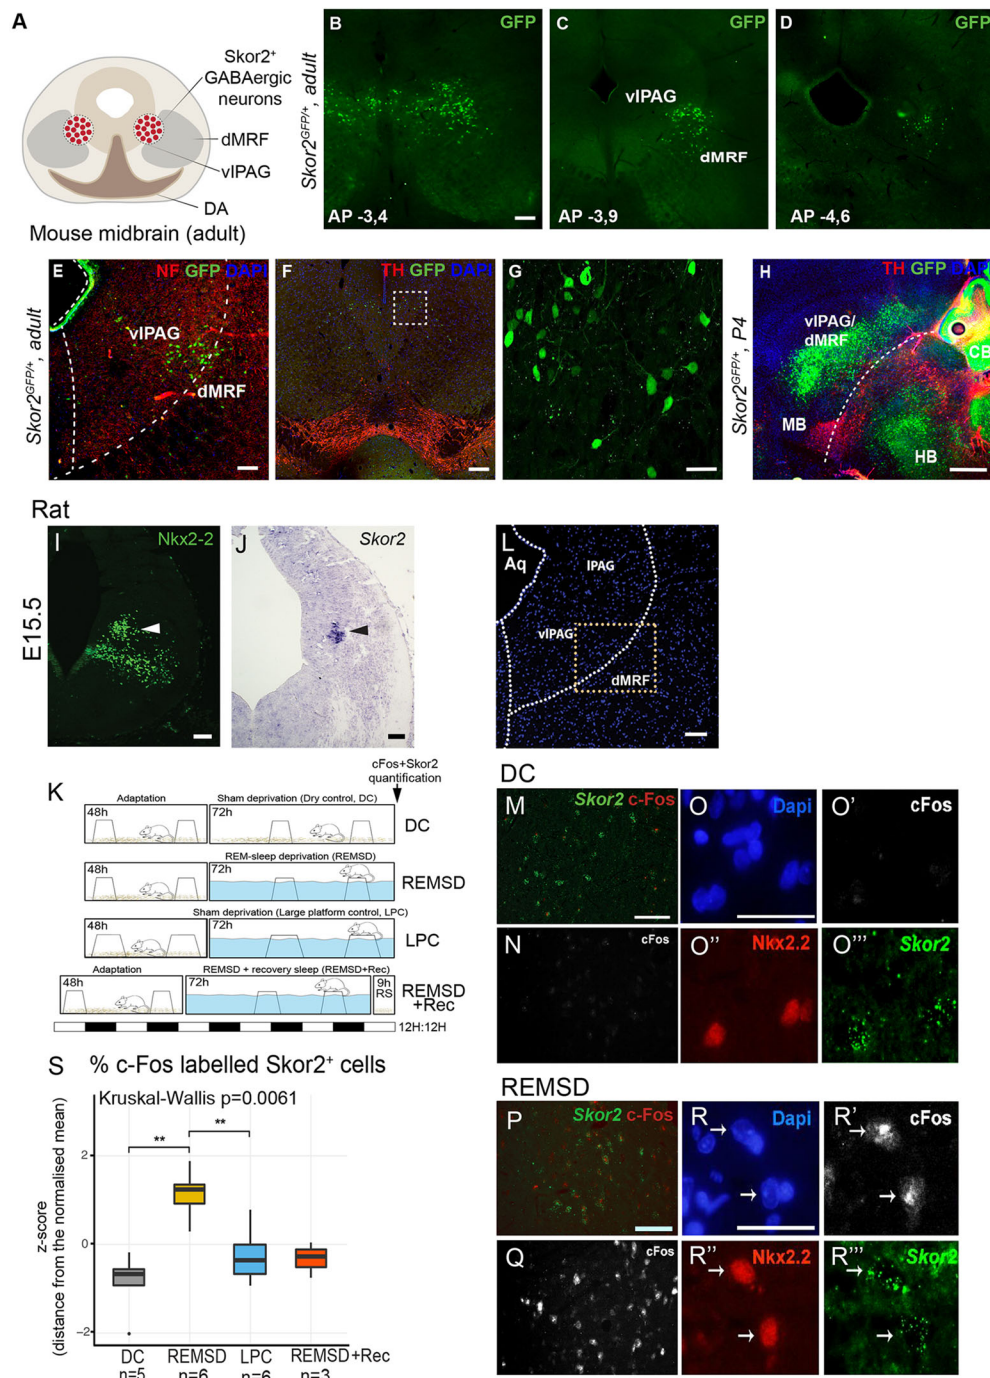 A
Skor2+
GABAergic
neurons
dMRF
vlPAG
DA
Mouse midbrain (adult)
Skor2GFP/+, adult
B
GFP
AP -3,4
C
GFP
vlPAG
dMRF
AP -3,9
D
GFP
AP -4,6
Skor2GFP/+, adult
E
NF GFP DAPI
vlPAG
dMRF
F
TH GFP DAPI
G
Skor2GFP/+, P4
H
TH GFP DAPI
vlPAG/
dMRF
CB
MB
HB
Rat
E15.5
I
Nkx2-2
J
Skor2
L
Aq
lPAG
vlPAG
dMRF
K
cFos+Skor2
quantification
Adaptation
Sham deprivation (Dry control, DC)
48h
72h
DC
REM-sleep deprivation (REMSD)
48h
72h
REMSD
Sham deprivation (Large platform control, LPC)
48h
72h
LPC
Adaptation
REMSD + recovery sleep (REMSD+Rec)
48h
72h
9h
RS
REMSD
+Rec
12H:12H
DC
M
Skor2 c-Fos
O
Dapi
O'
cFos
N
cFos
O''
Nkx2.2
O'''
Skor2
REMSD
P
Skor2 c-Fos
R
Dapi
R'
cFos
Q
cFos
R''
Nkx2.2
R'''
Skor2
S
% c-Fos labelled Skor2+ cells
Kruskal-Wallis p=0.0061
**
**
z-score
(distance from the normalised mean)
2
0
−2
DC
n=5
REMSD
n=6
LPC
n=6
REMSD+Rec
n=3